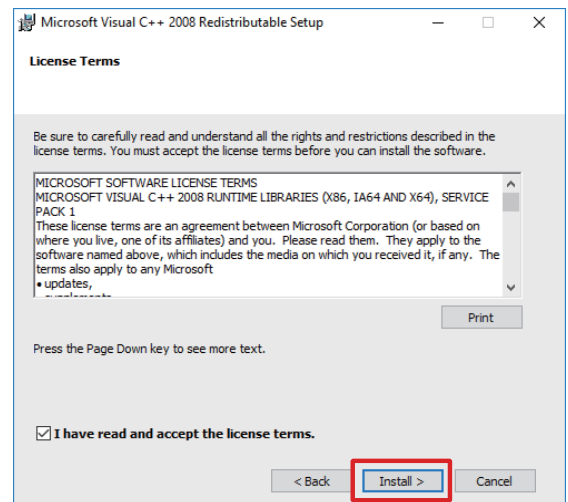 Microsoft Visual C++ 2008 Redistributable Setup
License Terms
Be sure to carefully read and understand all the rights and restrictions described in the
license terms. You must accept the license terms before you can install the software.
MICROSOFT SOFTWARE LICENSE TERMS
MICROSOFT VISUAL C++ 2008 RUNTIME LIBRARIES (X86, IA64 AND X64), SERVICE
PACK 1
These license terms are an agreement between Microsoft Corporation (or based on
where you live, one of its affiliates) and you. Please read them. They apply to the
software named above, which includes the media on which you received it, if any. The
terms also apply to any Microsoft
• updates,
Print
Press the Page Down key to see more text.
I have read and accept the license terms.
< Back
Install >
Cancel